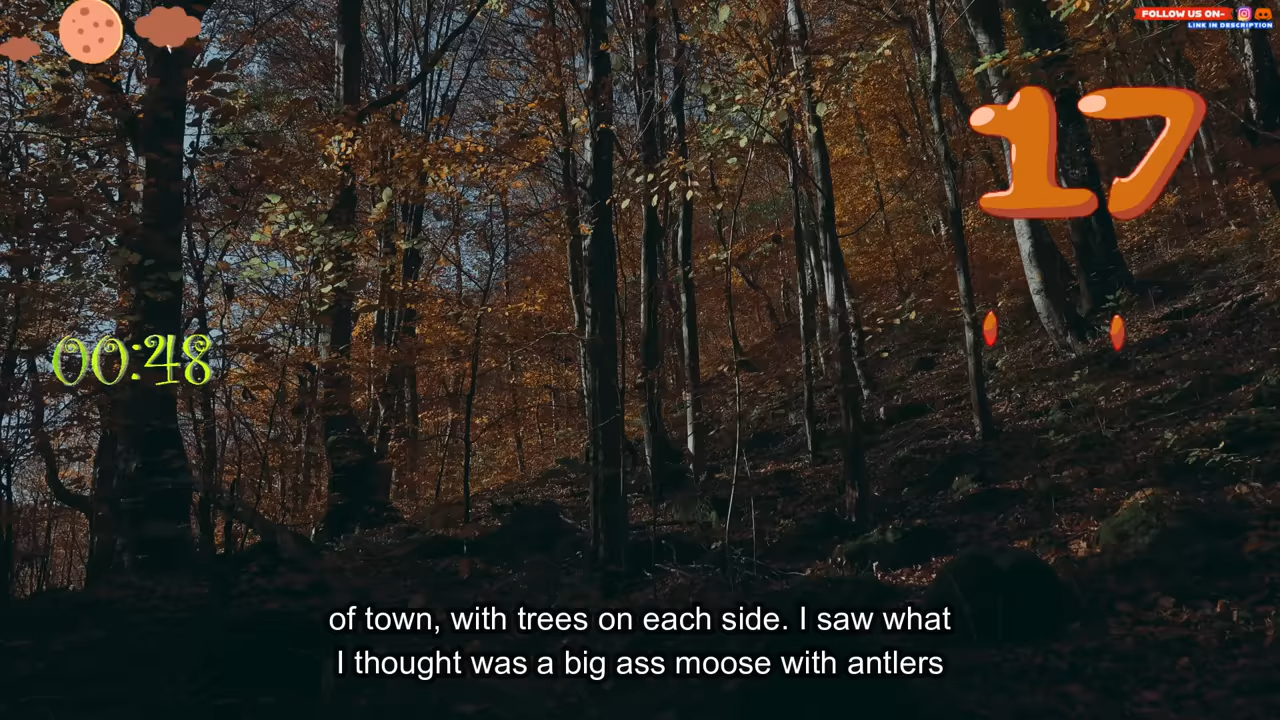 FOLLOW US ON-
LINK IN DESCRIPTION
17
00:48
of town, with trees on each side. I saw what
I thought was a big ass moose with antlers